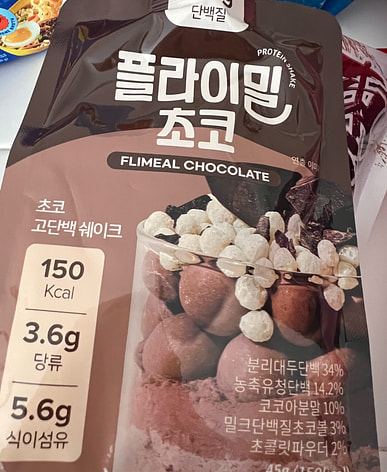 단백질
플라이밀
PROTEIN SHAKE
초코
FLIMEAL CHOCOLATE
초코
고단백 쉐이크
150
Kcal
3.6g
당류
5.6g
식이섬유
분리대두단백 34%
농축유청단백 14.2%
코코아분말 10%
밀크단백질초코볼 3%
초콜릿파우더 2%